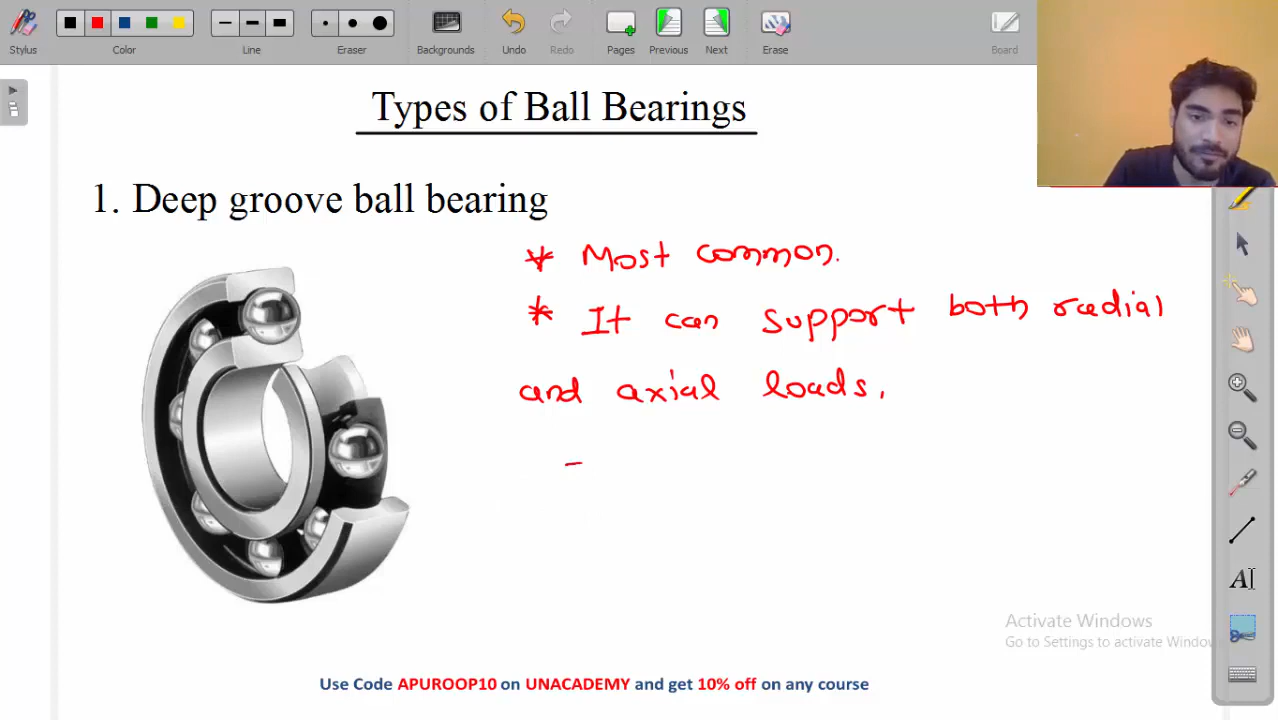 Stylus
Color
Line
Eraser
Backgrounds
Undo
Redo
Pages
Previous
Next
Erase
Board
Types of Ball Bearings
1. Deep groove ball bearing
* Most common.
* It can support both radial
and axial loads.
Activate Windows
Go to Settings to activate Windows
Use Code APUROOP10 on UNACADEMY and get 10% off on any course